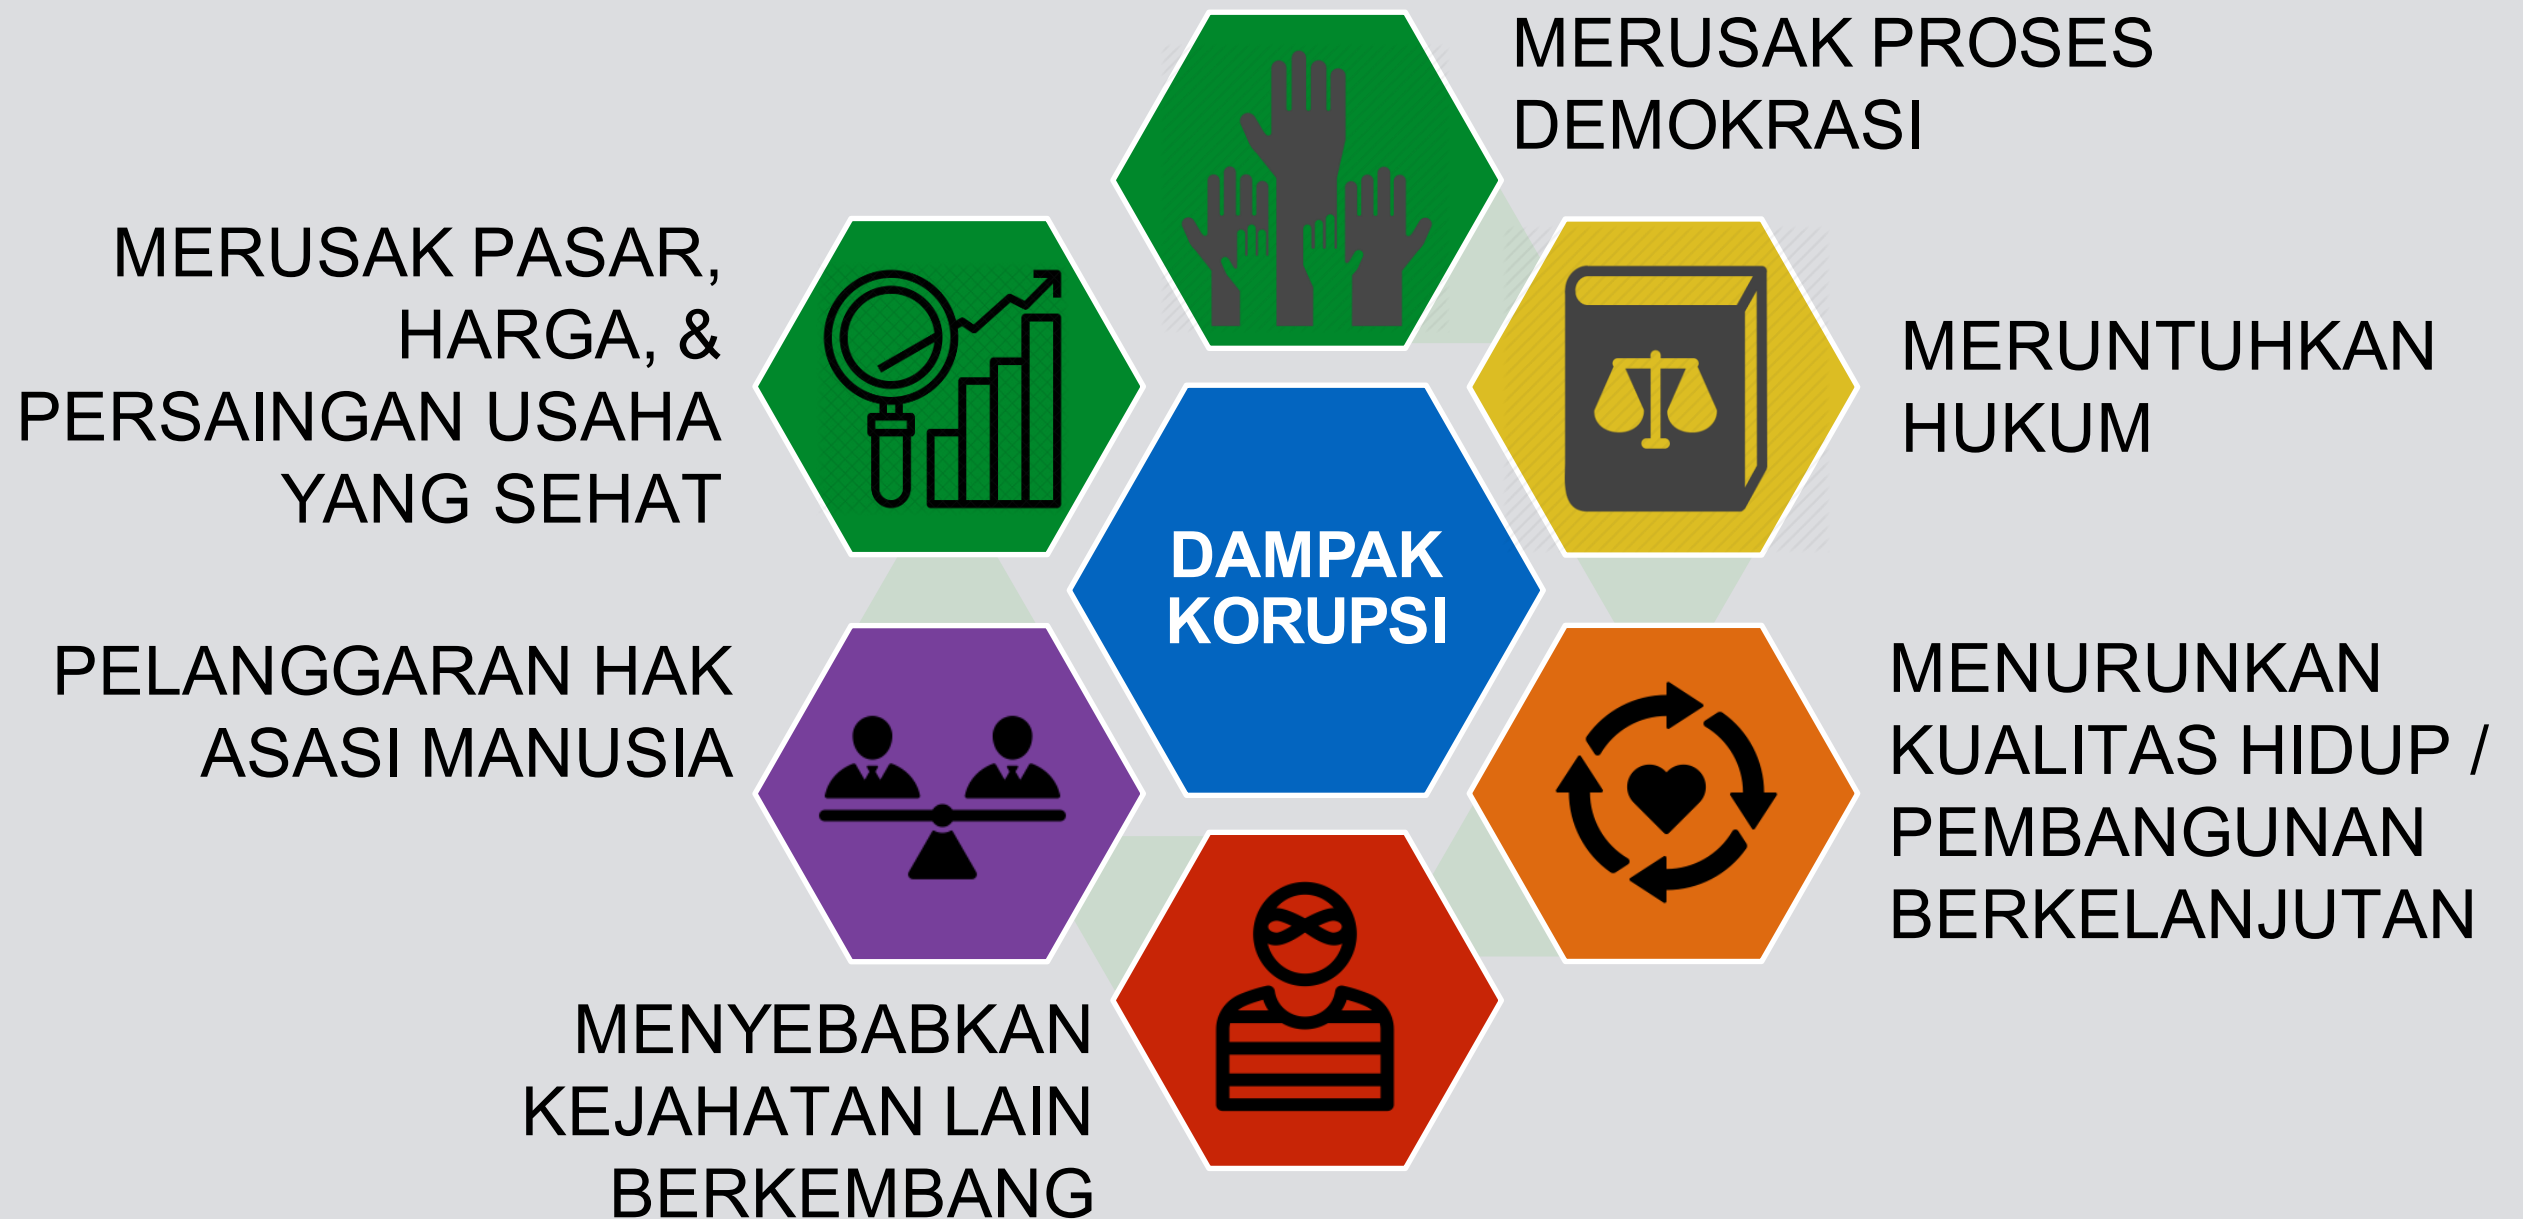 MERUSAK PROSES
DEMOKRASI
MERUNTUHKAN
HUKUM
MENURUNKAN
KUALITAS HIDUP /
PEMBANGUNAN
BERKELANJUTAN
MENYEBABKAN
KEJAHATAN LAIN
BERKEMBANG
PELANGGARAN HAK
ASASI MANUSIA
MERUSAK PASAR,
HARGA, &
PERSAINGAN USAHA
YANG SEHAT
DAMPAK
KORUPSI